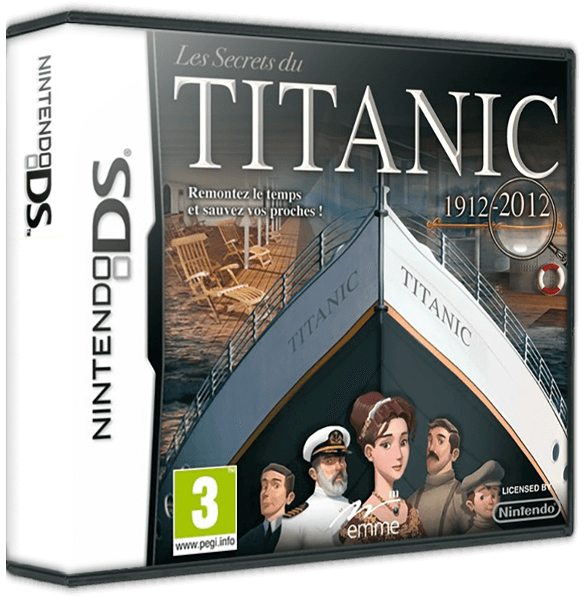 NINTENDO DS™
NINTENDO DS®
Les Secrets du
TITANIC
Remontez le temps
et sauvez vos proches !
1912-2012
TITANIC
TITANIC
3
www.pegi.info
emme
LICENSED BY
Nintendo